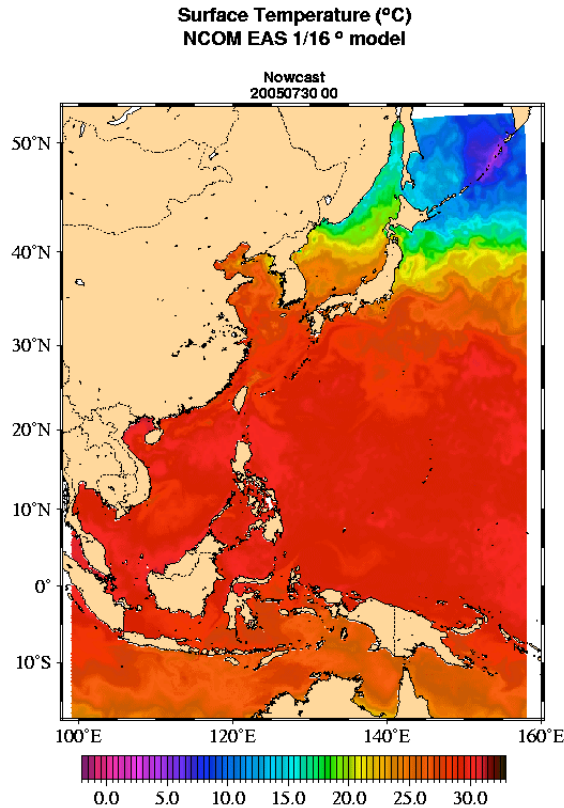 Surface Temperature (°C)
NCOM EAS 1/16 ° model
Nowcast
20050730 00
50°N
40°N
30°N
20°N
10°N
0°
10°S
100°E 120°E 140°E 160°E
0.0 5.0 10.0 15.0 20.0 25.0 30.0